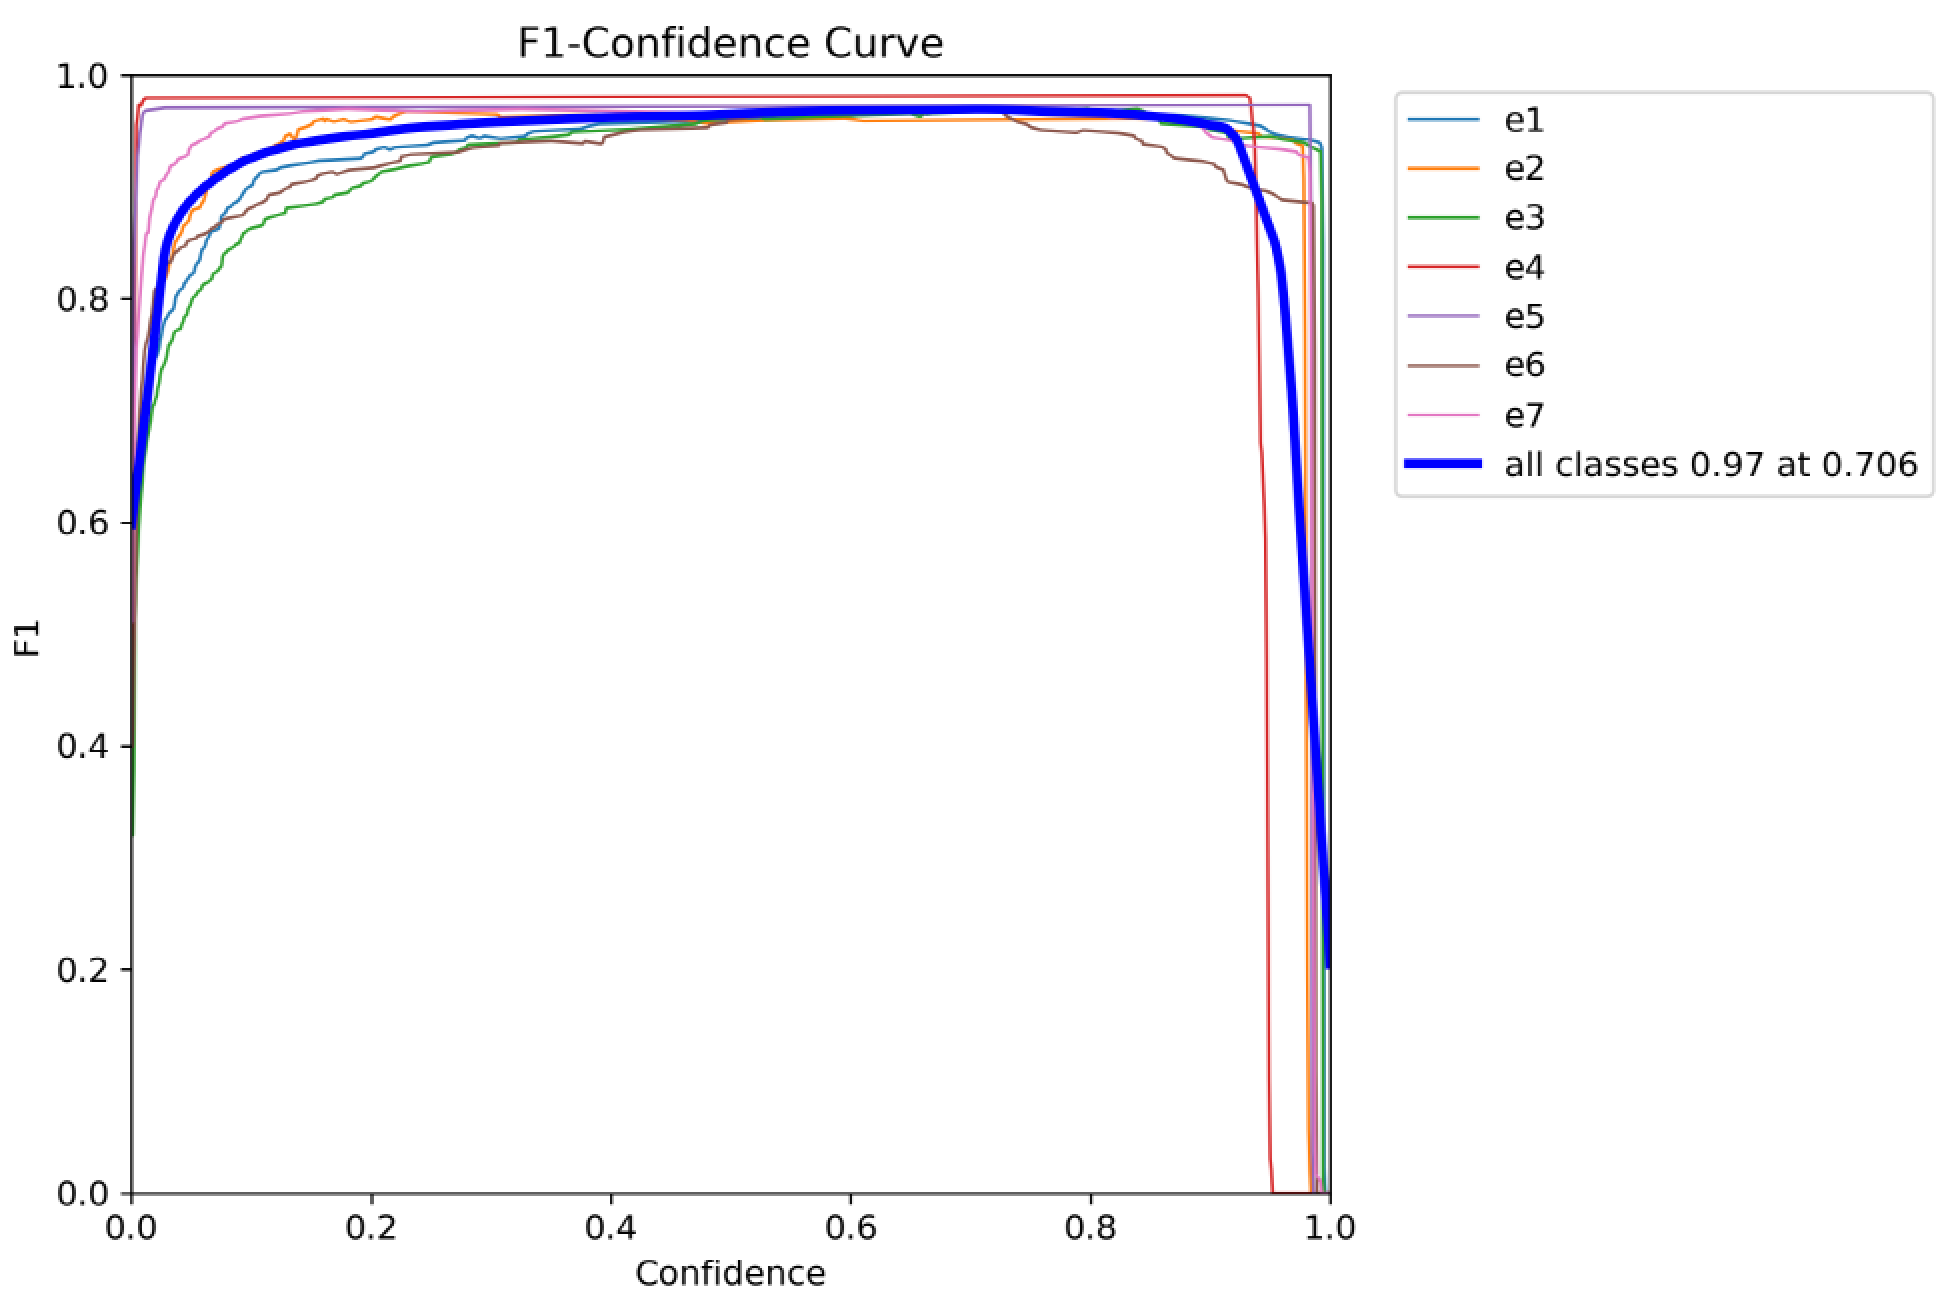 F1-Confidence Curve
1.0
0.8
0.6
0.4
0.2
0.0
F1
0.0 0.2 0.4 0.6 0.8 1.0
Confidence
e1
e2
e3
e4
e5
e6
e7
all classes 0.97 at 0.706